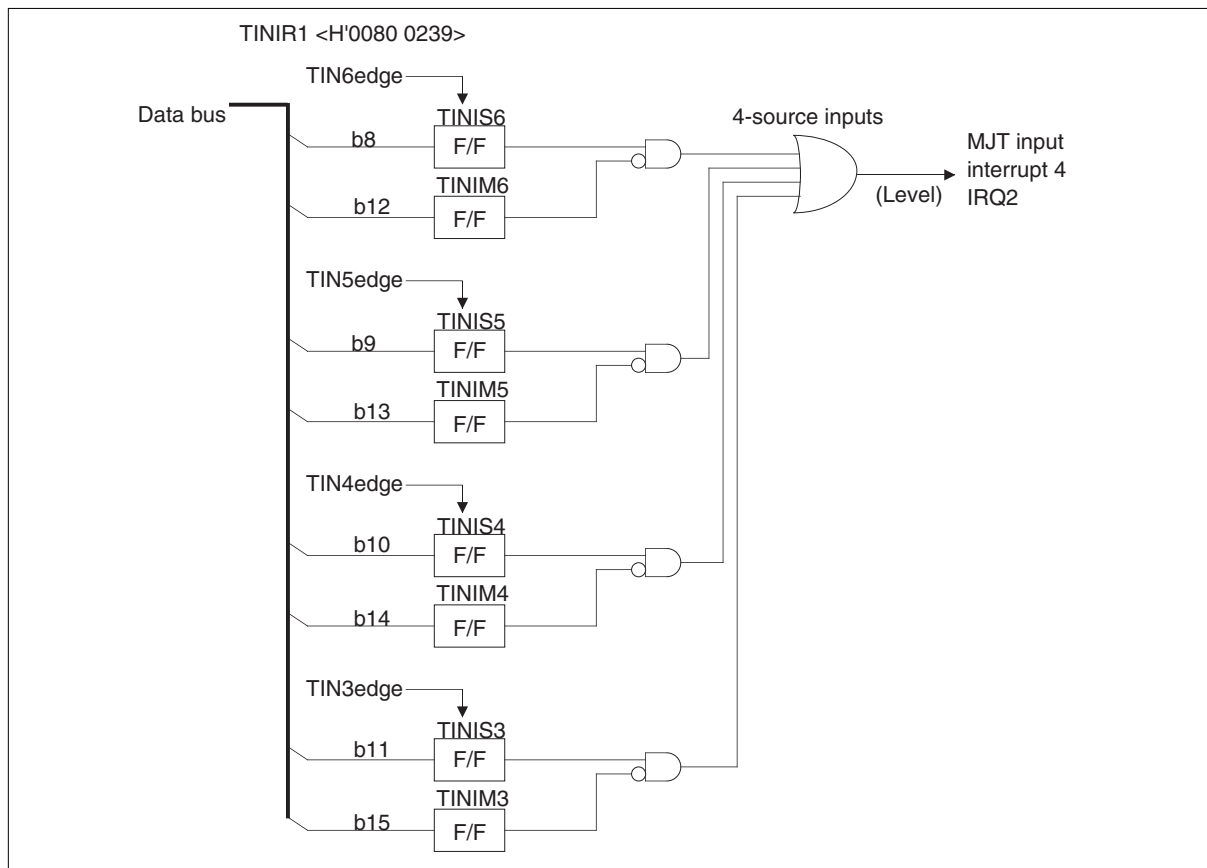 TINIR1 <H'0080 0239>
TIN6edge
Data bus
TINIS6
b8
F/F
TINIM6
b12
F/F
4-source inputs
MJT input
interrupt 4
IRQ2
(Level)
TIN5edge
TINIS5
b9
F/F
TINIM5
b13
F/F
TIN4edge
TINIS4
b10
F/F
TINIM4
b14
F/F
TIN3edge
TINIS3
b11
F/F
TINIM3
b15
F/F